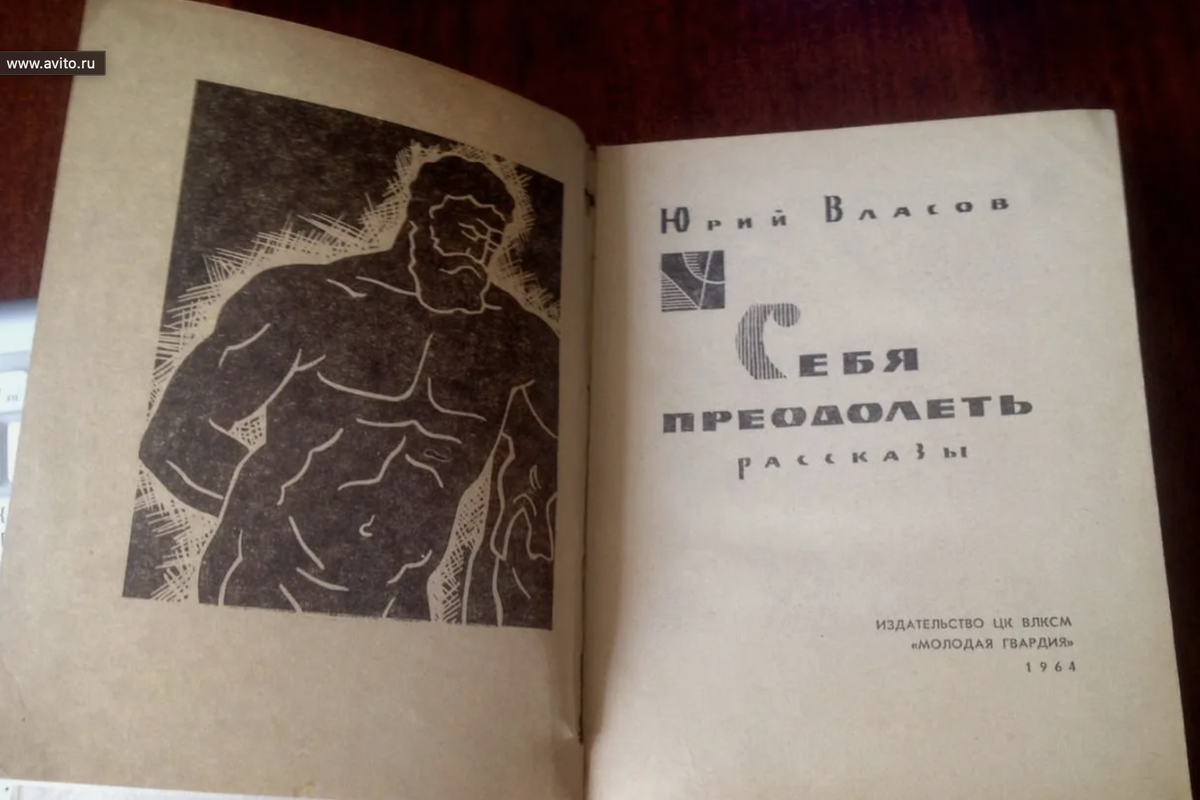 www.avito.ru
Юрий Власов
Себя
преодолеть
рассказы
ИЗДАТЕЛЬСТВО ЦК ВЛКСМ
«МОЛОДАЯ ГВАРДИЯ»
1964